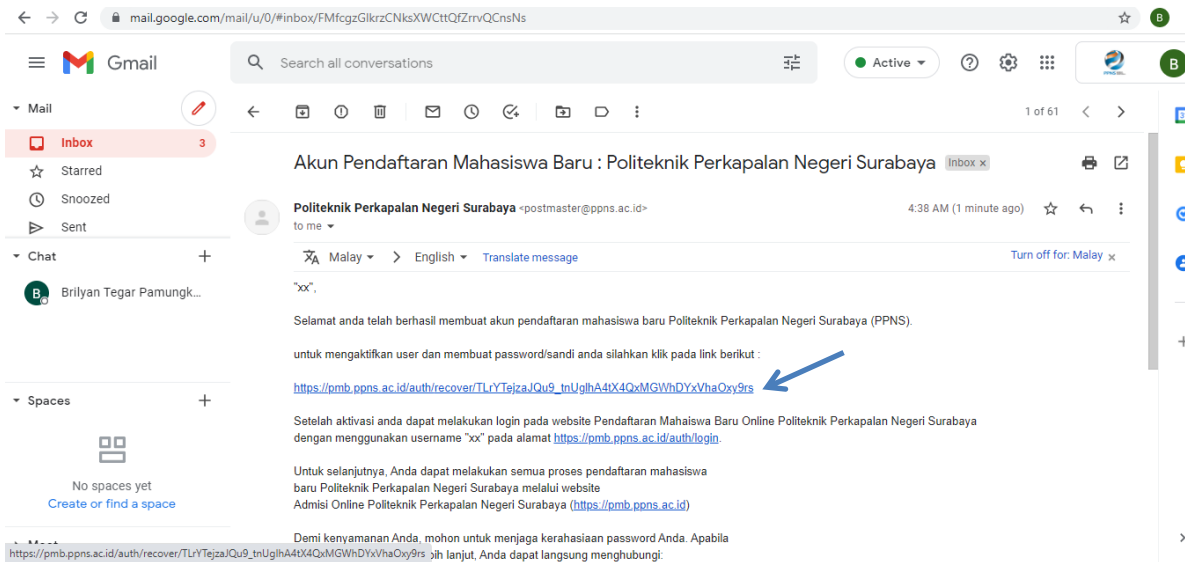 mail.google.com/mail/u/0/#inbox/FMfcgzGlkrzCNksXWCttQfZrrvQCnsNs
B
Gmail
Search all conversations
Active
B
Mail
1 of 61
Inbox
3
Akun Pendaftaran Mahasiswa Baru : Politeknik Perkapalan Negeri Surabaya
Inbox x
Starred
Snoozed
Politeknik Perkapalan Negeri Surabaya <postmaster@ppns.ac.id>
4:38 AM (1 minute ago)
to me
Sent
Chat
Malay > English
Translate message
Turn off for: Malay x
B
Brilyan Tegar Pamungk...
"xx",
Selamat anda telah berhasil membuat akun pendaftaran mahasiswa baru Politeknik Perkapalan Negeri Surabaya (PPNS).
untuk mengaktifkan user dan membuat password/sandi anda silahkan klik pada link berikut :
https://pmb.ppns.ac.id/auth/recover/TLrYTejzaJQu9_tnUglhA4tX4QxMGWhDYxVhaOxy9rs
Spaces
Setelah aktivasi anda dapat melakukan login pada website Pendaftaran Mahaiswa Baru Online Politeknik Perkapalan Negeri Surabaya
dengan menggunakan username "xx" pada alamat https://pmb.ppns.ac.id/auth/login.
No spaces yet
Create or find a space
Untuk selanjutnya, Anda dapat melakukan semua proses pendaftaran mahasiswa
baru Politeknik Perkapalan Negeri Surabaya melalui website
Admisi Online Politeknik Perkapalan Negeri Surabaya (https://pmb.ppns.ac.id)
Demi kenyamanan Anda, mohon untuk menjaga kerahasiaan password Anda. Apabila
bih lanjut, Anda dapat langsung menghubungi:
https://pmb.ppns.ac.id/auth/recover/TLrYTejzaJQu9_tnUglhA4tX4QxMGWhDYxVhaOxy9rs